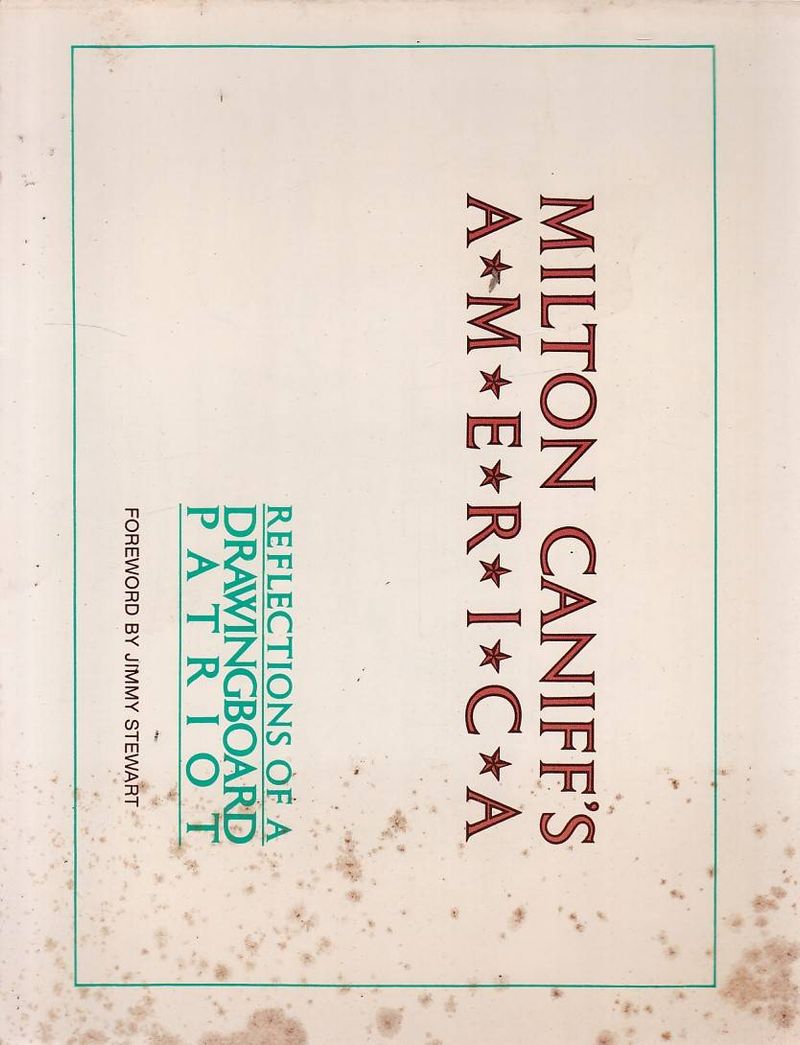 MILTON CANIFF'S
A★M★E★R★I★C★A
REFLECTIONS OF A
DRAWINGBOARD
PATRIOT
FOREWORD BY JIMMY STEWART